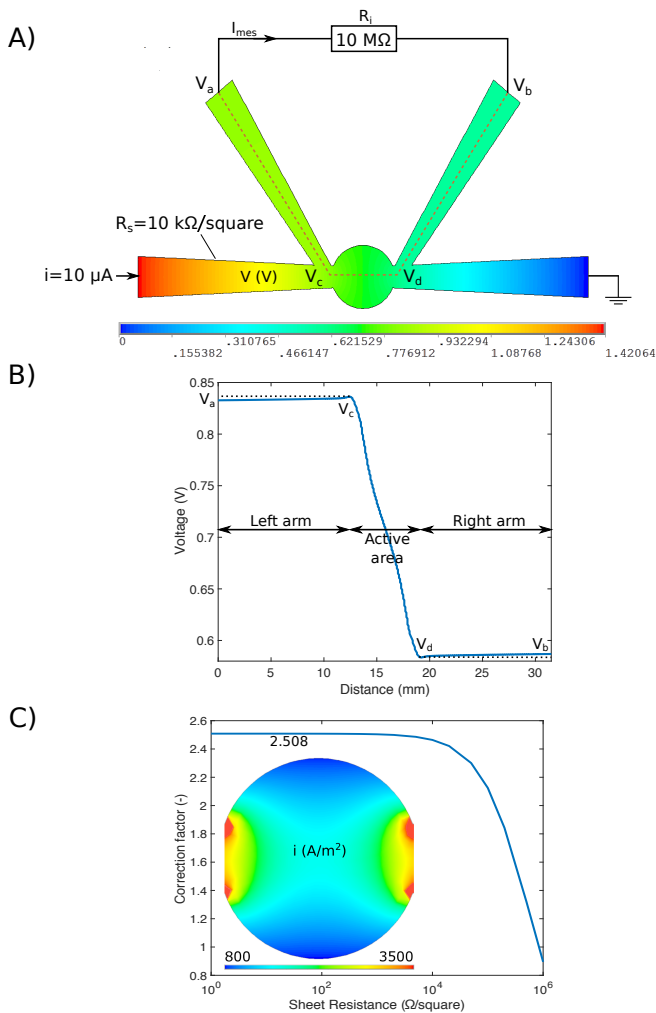 A)
I_mes
R_i
10 MΩ
V_a
V_b
R_s=10 kΩ/square
i=10 µA
V (V)
V_c
V_d
0 .310765 .621529 .932294 1.24306
.155382 .466147 .776912 1.08768 1.42064
B)
0.85
0.8
0.75
0.7
0.65
0.6
Voltage (V)
V_a
V_c
Left arm
Active
area
Right arm
V_d
V_b
0 5 10 15 20 25 30
Distance (mm)
C)
2.6
2.4
2.2
2
1.8
1.6
1.4
1.2
1
0.8
Correction factor (-)
2.508
i (A/m²)
800 3500
10⁰ 10² 10⁴ 10⁶
Sheet Resistance (Ω/square)